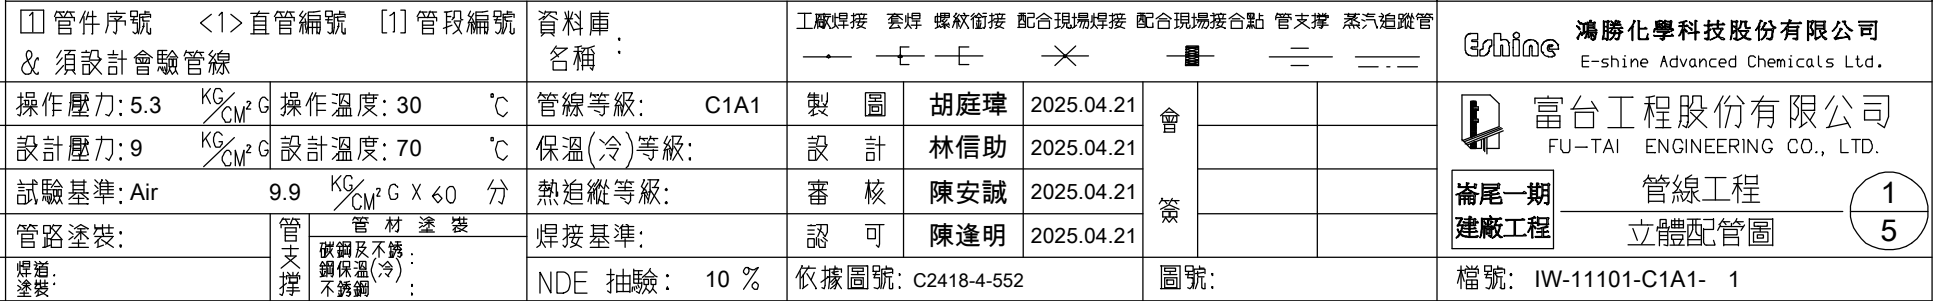 1 管件序號 <1>直管編號 [1]管段編號
& 須設計會驗管線
資料庫
名稱 :
工廠焊接 套焊 螺紋銜接 配合現場焊接 配合現場接合點 管支撐 蒸汽追蹤管
Eshine 鴻勝化學科技股份有限公司
E-shine Advanced Chemicals Ltd.
操作壓力: 5.3 KG/CM² G 操作溫度: 30 °C 管線等級: C1A1 製圖 胡庭瑋 2025.04.21
設計壓力: 9 KG/CM² G 設計溫度: 70 °C 保溫(冷)等級: 設計 林信助 2025.04.21
試驗基準: Air 9.9 KG/CM² G X 60 分 熱追縱等級: 審核 陳安誠 2025.04.21
管路塗裝: 管支撐 管材塗裝 焊接基準: 認可 陳逢明 2025.04.21
碳鋼及不銹鋼保溫(冷) :
不銹鋼 :
焊道塗裝:
NDE 抽驗: 10 % 依據圖號: C2418-4-552 圖號:
會簽
富台工程股份有限公司
FU-TAI ENGINEERING CO., LTD.
崙尾一期
建廠工程
管線工程
立體配管圖
1
5
檔號: IW-11101-C1A1- 1